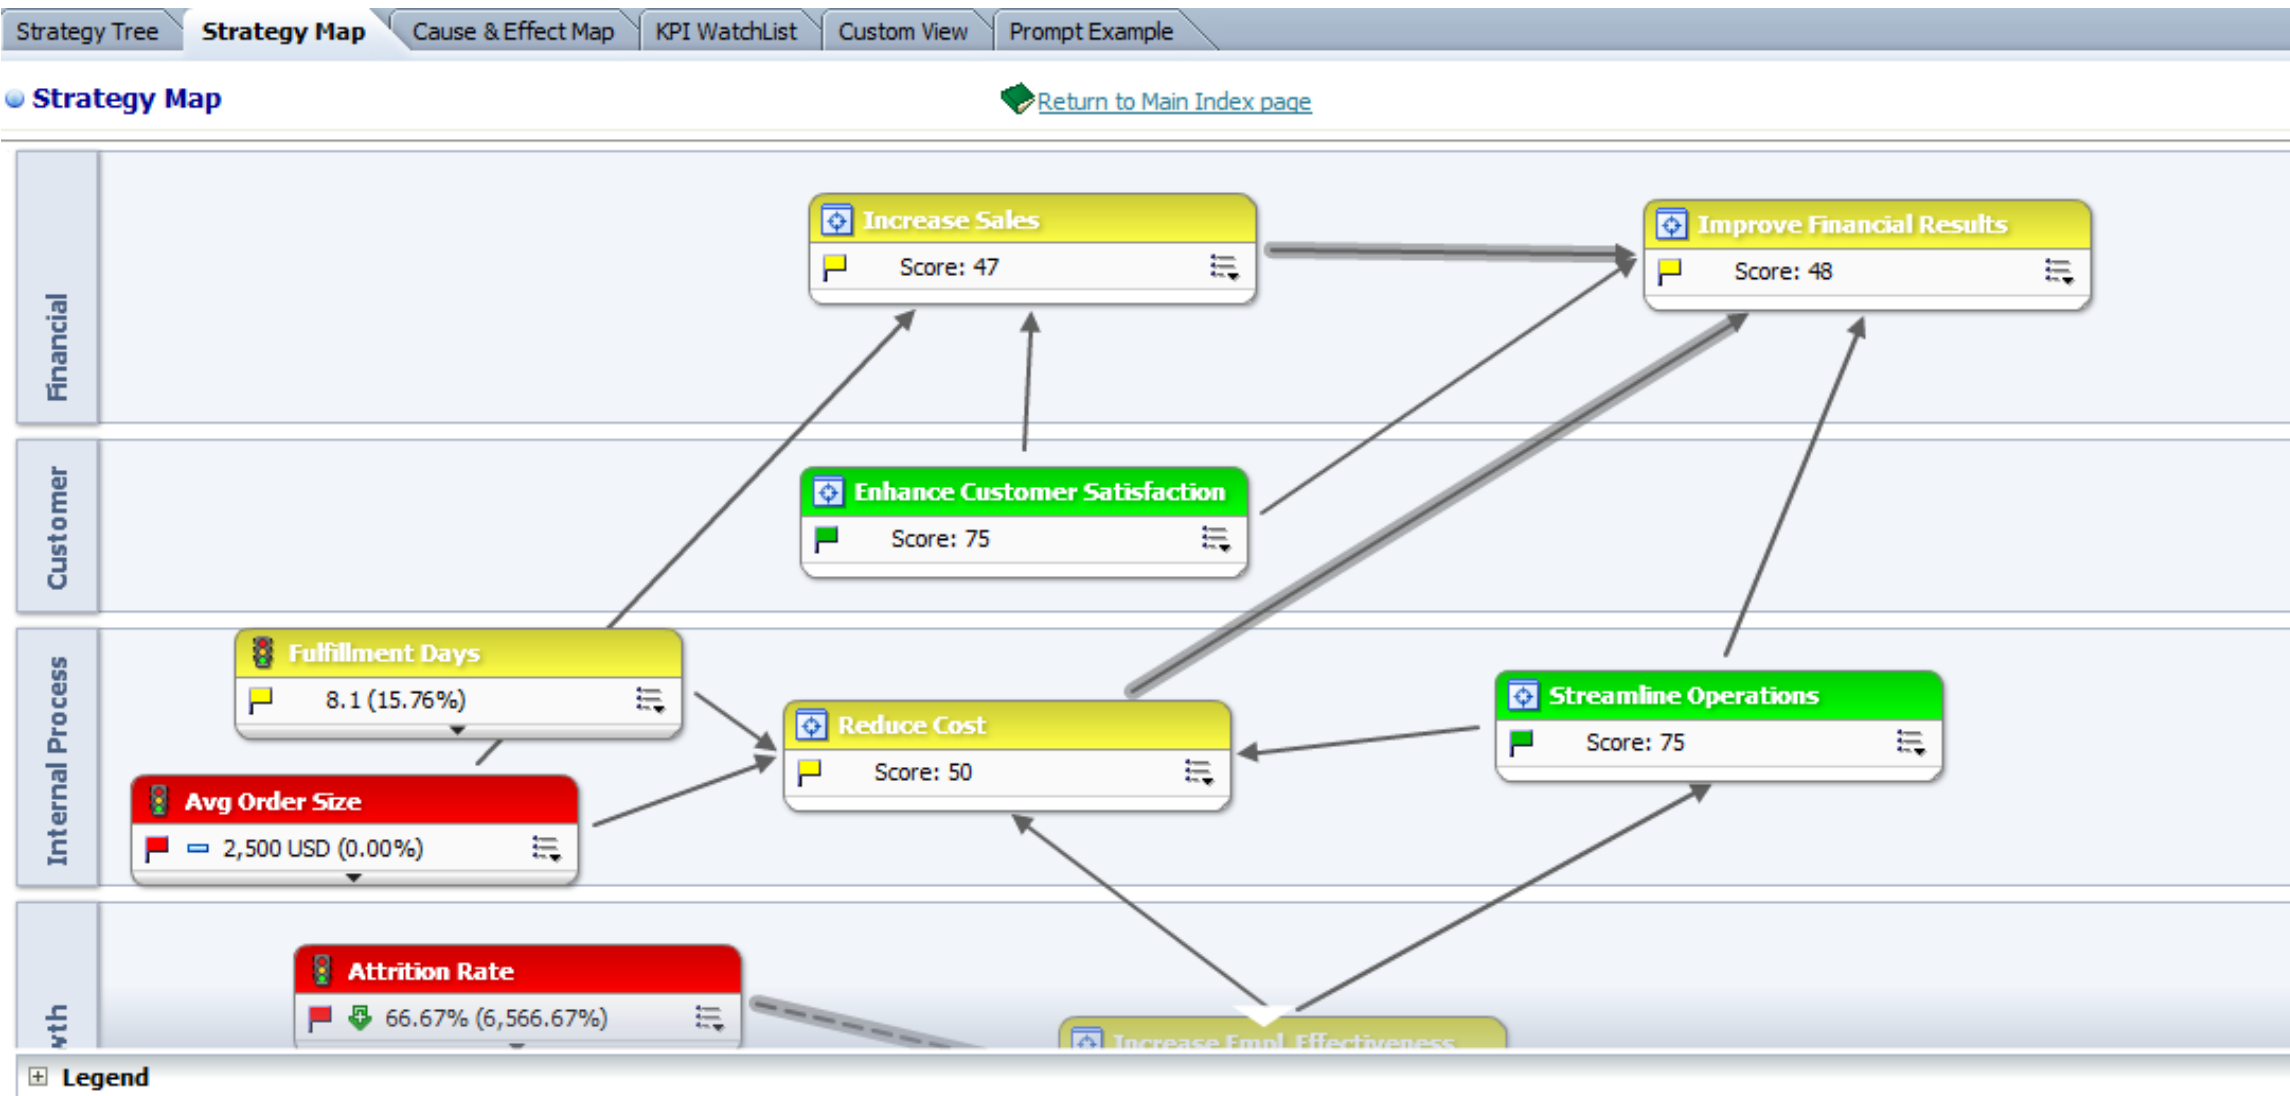 Strategy Tree
Strategy Map
Cause & Effect Map
KPI WatchList
Custom View
Prompt Example
Strategy Map
Return to Main Index page
Financial
Increase Sales
Score: 47
Improve Financial Results
Score: 48
Customer
Enhance Customer Satisfaction
Score: 75
Internal Process
Fulfillment Days
8.1 (15.76%)
Reduce Cost
Score: 50
Streamline Operations
Score: 75
Avg Order Size
2,500 USD (0.00%)
Attrition Rate
66.67% (6,566.67%)
Increase Empl Effectiveness
Legend